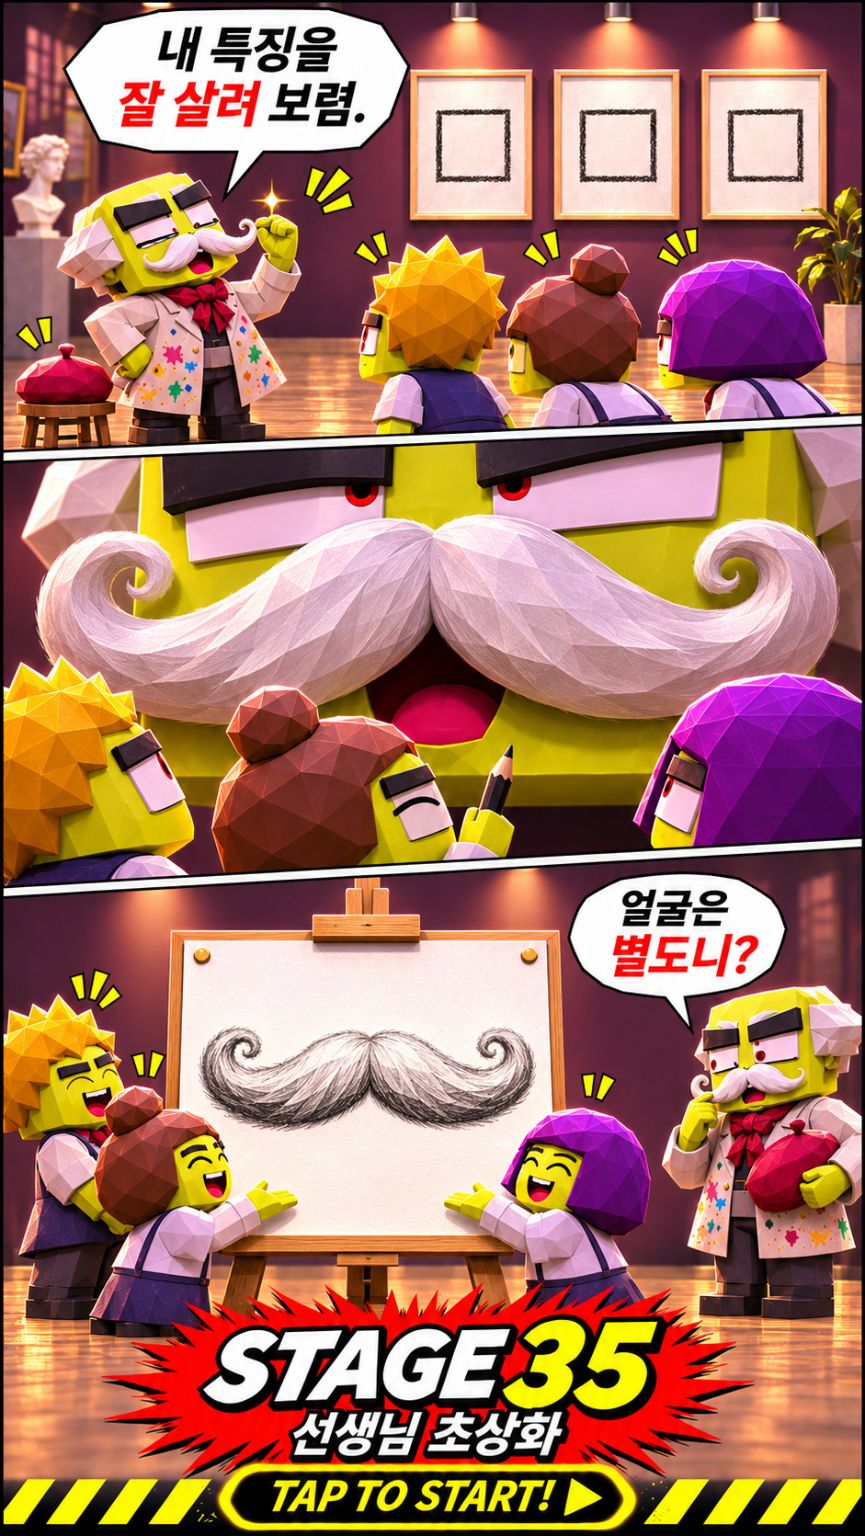 내 특징을
잘 살려 보렴.
얼굴은
별도니?
STAGE 35
선생님 초상화
TAP TO START!